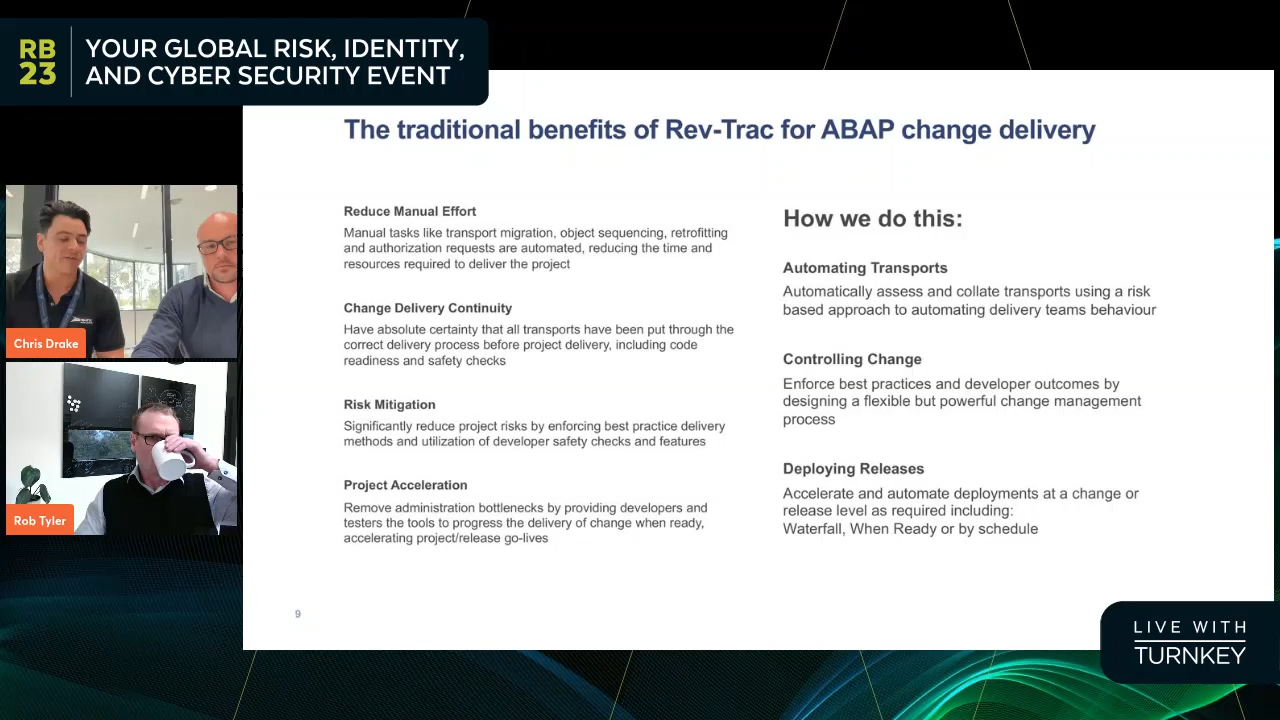 RB
23
YOUR GLOBAL RISK, IDENTITY,
AND CYBER SECURITY EVENT
The traditional benefits of Rev-Trac for ABAP change delivery
Reduce Manual Effort
Manual tasks like transport migration, object sequencing, retrofitting
and authorization requests are automated, reducing the time and
resources required to deliver the project
Change Delivery Continuity
Have absolute certainty that all transports have been put through the
correct delivery process before project delivery, including code
readiness and safety checks
Risk Mitigation
Significantly reduce project risks by enforcing best practice delivery
methods and utilization of developer safety checks and features
Project Acceleration
Remove administration bottlenecks by providing developers and
testers the tools to progress the delivery of change when ready,
accelerating project/release go-lives
How we do this:
Automating Transports
Automatically assess and collate transports using a risk
based approach to automating delivery teams behaviour
Controlling Change
Enforce best practices and developer outcomes by
designing a flexible but powerful change management
process
Deploying Releases
Accelerate and automate deployments at a change or
release level as required including:
Waterfall, When Ready or by schedule
9
Chris Drake
Rob Tyler
LIVE WITH
TURNKEY